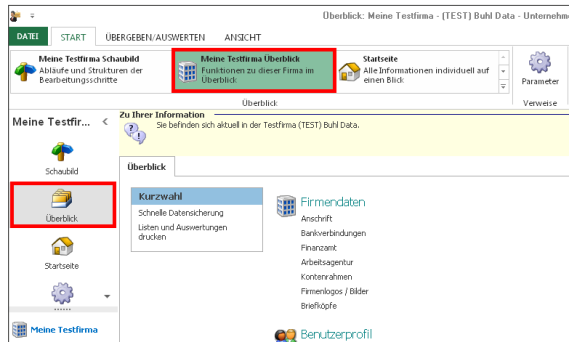 Überblick: Meine Testfirma - (TEST) Buhl Data - Unternehm
DATEI START ÜBERGEBEN/AUSWERTEN ANSICHT
Meine Testfirma Schaubild
Abläufe und Strukturen der
Bearbeitungsschritte
Meine Testfirma Überblick
Funktionen zu dieser Firma im
Überblick
Startseite
Alle Informationen individuell auf
einen Blick
Parameter
Überblick
Verweise
Meine Testfir... <
Schaubild
Überblick
Startseite
Meine Testfirma
Zu Ihrer Information
Sie befinden sich aktuell in der Testfirma (TEST) Buhl Data.
Überblick
Kurzwahl
Schnelle Datensicherung
Listen und Auswertungen
drucken
Firmendaten
Anschrift
Bankverbindungen
Finanzamt
Arbeitsagentur
Kontenrahmen
Firmenlogos / Bilder
Briefköpfe
Benutzerprofil